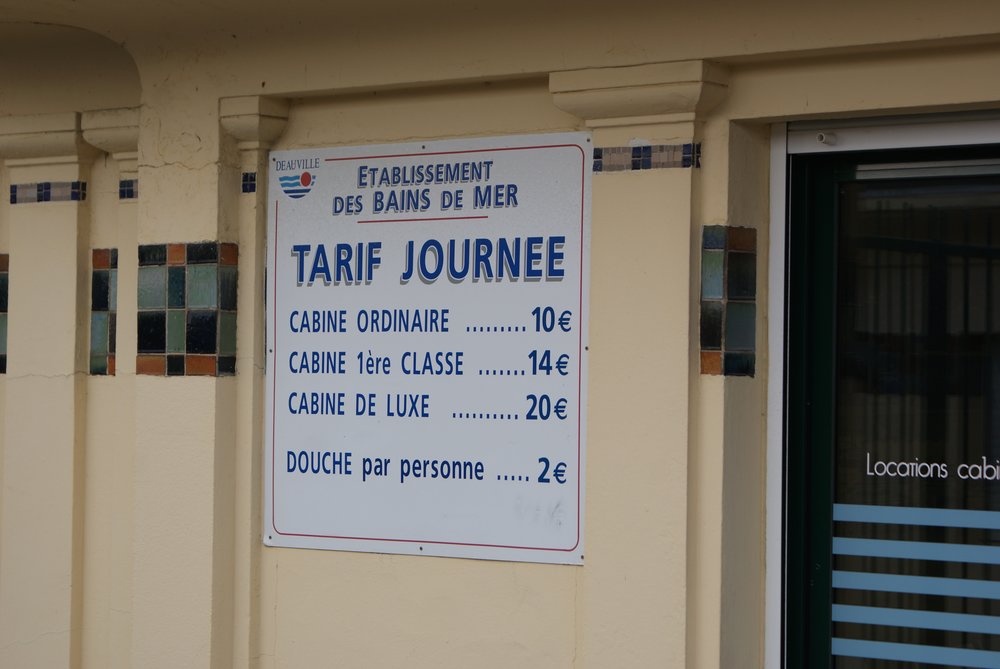 DEAUVILLE
ETABLISSEMENT
DES BAINS DE MER
TARIF JOURNEE
CABINE ORDINAIRE ......... 10 €
CABINE 1ère CLASSE ....... 14 €
CABINE DE LUXE .......... 20 €
DOUCHE par personne ..... 2 €
Locations cabi